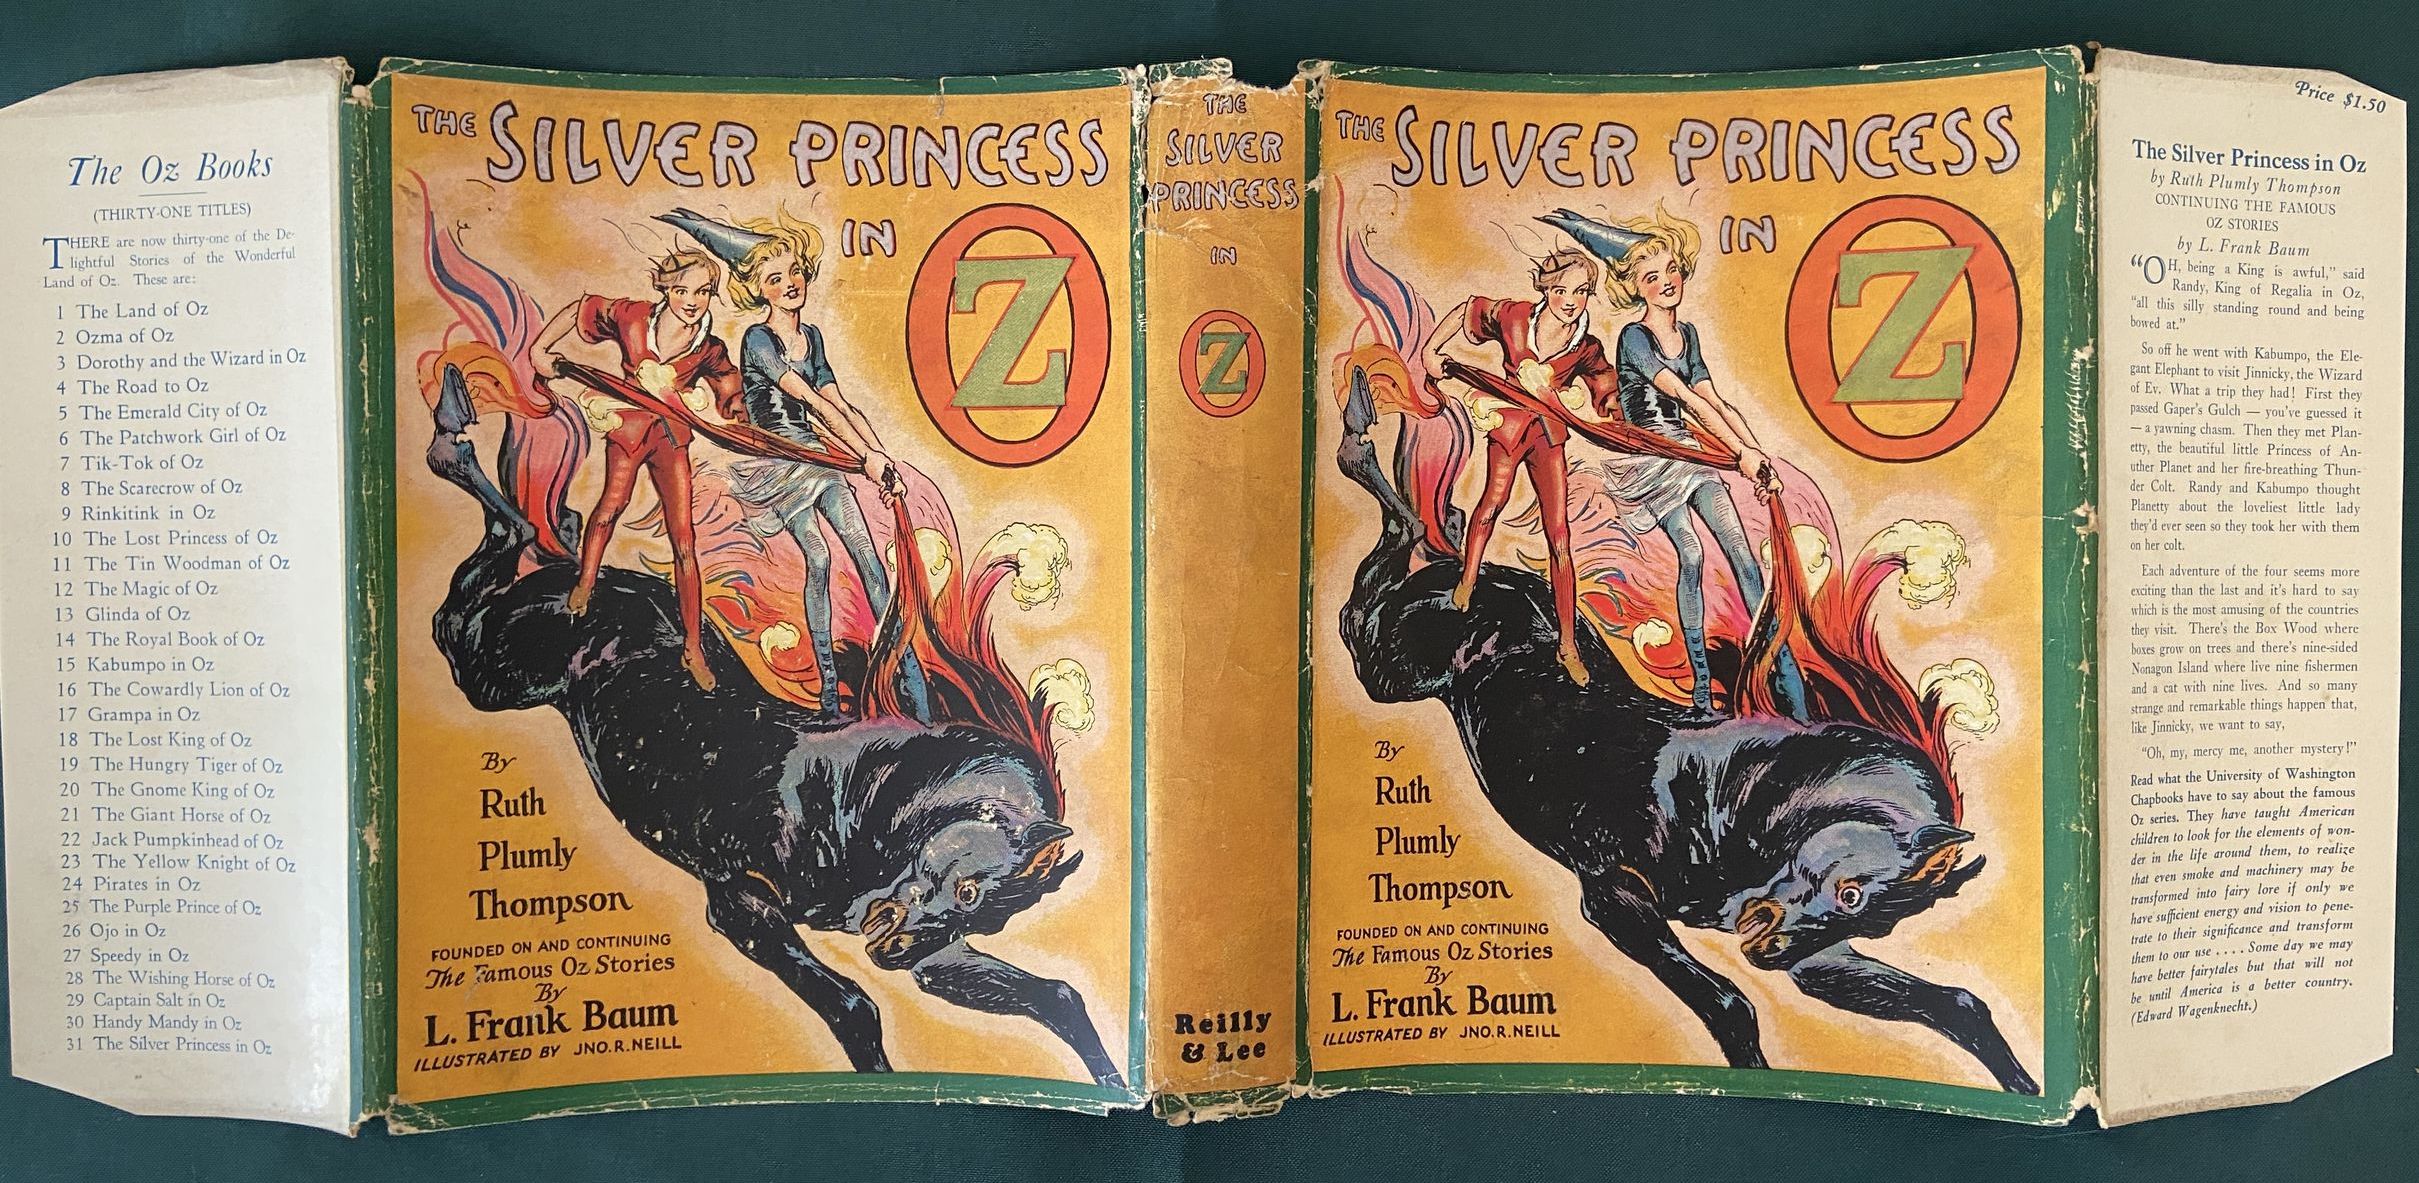 The Oz Books
(THIRTY-ONE TITLES)
THERE are now thirty-one of the De-
lightful Stories of the Wonderful
Land of Oz. These are:
1 The Land of Oz
2 Ozma of Oz
3 Dorothy and the Wizard in Oz
4 The Road to Oz
5 The Emerald City of Oz
6 The Patchwork Girl of Oz
7 Tik-Tok of Oz
8 The Scarecrow of Oz
9 Rinkitink in Oz
10 The Lost Princess of Oz
11 The Tin Woodman of Oz
12 The Magic of Oz
13 Glinda of Oz
14 The Royal Book of Oz
15 Kabumpo in Oz
16 The Cowardly Lion of Oz
17 Grampa in Oz
18 The Lost King of Oz
19 The Hungry Tiger of Oz
20 The Gnome King of Oz
21 The Giant Horse of Oz
22 Jack Pumpkinhead of Oz
23 The Yellow Knight of Oz
24 Pirates in Oz
25 The Purple Prince of Oz
26 Ojo in Oz
27 Speedy in Oz
28 The Wishing Horse of Oz
29 Captain Salt in Oz
30 Handy Mandy in Oz
31 The Silver Princess in Oz
THE SILVER PRINCESS
IN OZ
By
Ruth
Plumly
Thompson
FOUNDED ON AND CONTINUING
The Famous Oz Stories
By
L. Frank Baum
ILLUSTRATED BY JNO.R.NEILL
THE
SILVER
PRINCESS
IN
OZ
Reilly
& Lee
THE SILVER PRINCESS
IN OZ
By
Ruth
Plumly
Thompson
FOUNDED ON AND CONTINUING
The Famous Oz Stories
By
L. Frank Baum
ILLUSTRATED BY JNO.R.NEILL
Price $1.50
The Silver Princess in Oz
by Ruth Plumly Thompson
CONTINUING THE FAMOUS
OZ STORIES
by L. Frank Baum
"OH, being a King is awful," said
Randy, King of Regalia in Oz,
"all this silly standing round and being
bowed at."
So off he went with Kabumpo, the Ele-
gant Elephant to visit Jinnicky, the Wizard
of Ev. What a trip they had! First they
passed Gaper's Gulch — you've guessed it
— a yawning chasm. Then they met Plan-
etty, the beautiful little Princess of An-
uther Planet and her fire-breathing Thun-
der Colt. Randy and Kabumpo thought
Planetty about the loveliest little lady
they'd ever seen so they took her with them
on her colt.
Each adventure of the four seems more
exciting than the last and it's hard to say
which is the most amusing of the countries
they visit. There's the Box Wood where
boxes grow on trees and there's nine-sided
Nonagon Island where live nine fishermen
and a cat with nine lives. And so many
strange and remarkable things happen that,
like Jinnicky, we want to say,
"Oh, my, mercy me, another mystery!"
Read what the University of Washington
Chapbooks have to say about the famous
Oz series. They have taught American
children to look for the elements of won-
der in the life around them, to realize
that even smoke and machinery may be
transformed into fairy lore if only we
have sufficient energy and vision to pene-
trate to their significance and transform
them to our use . . . . Some day we may
have better fairytales but that will not
be until America is a better country.
(Edward Wagenknecht.)